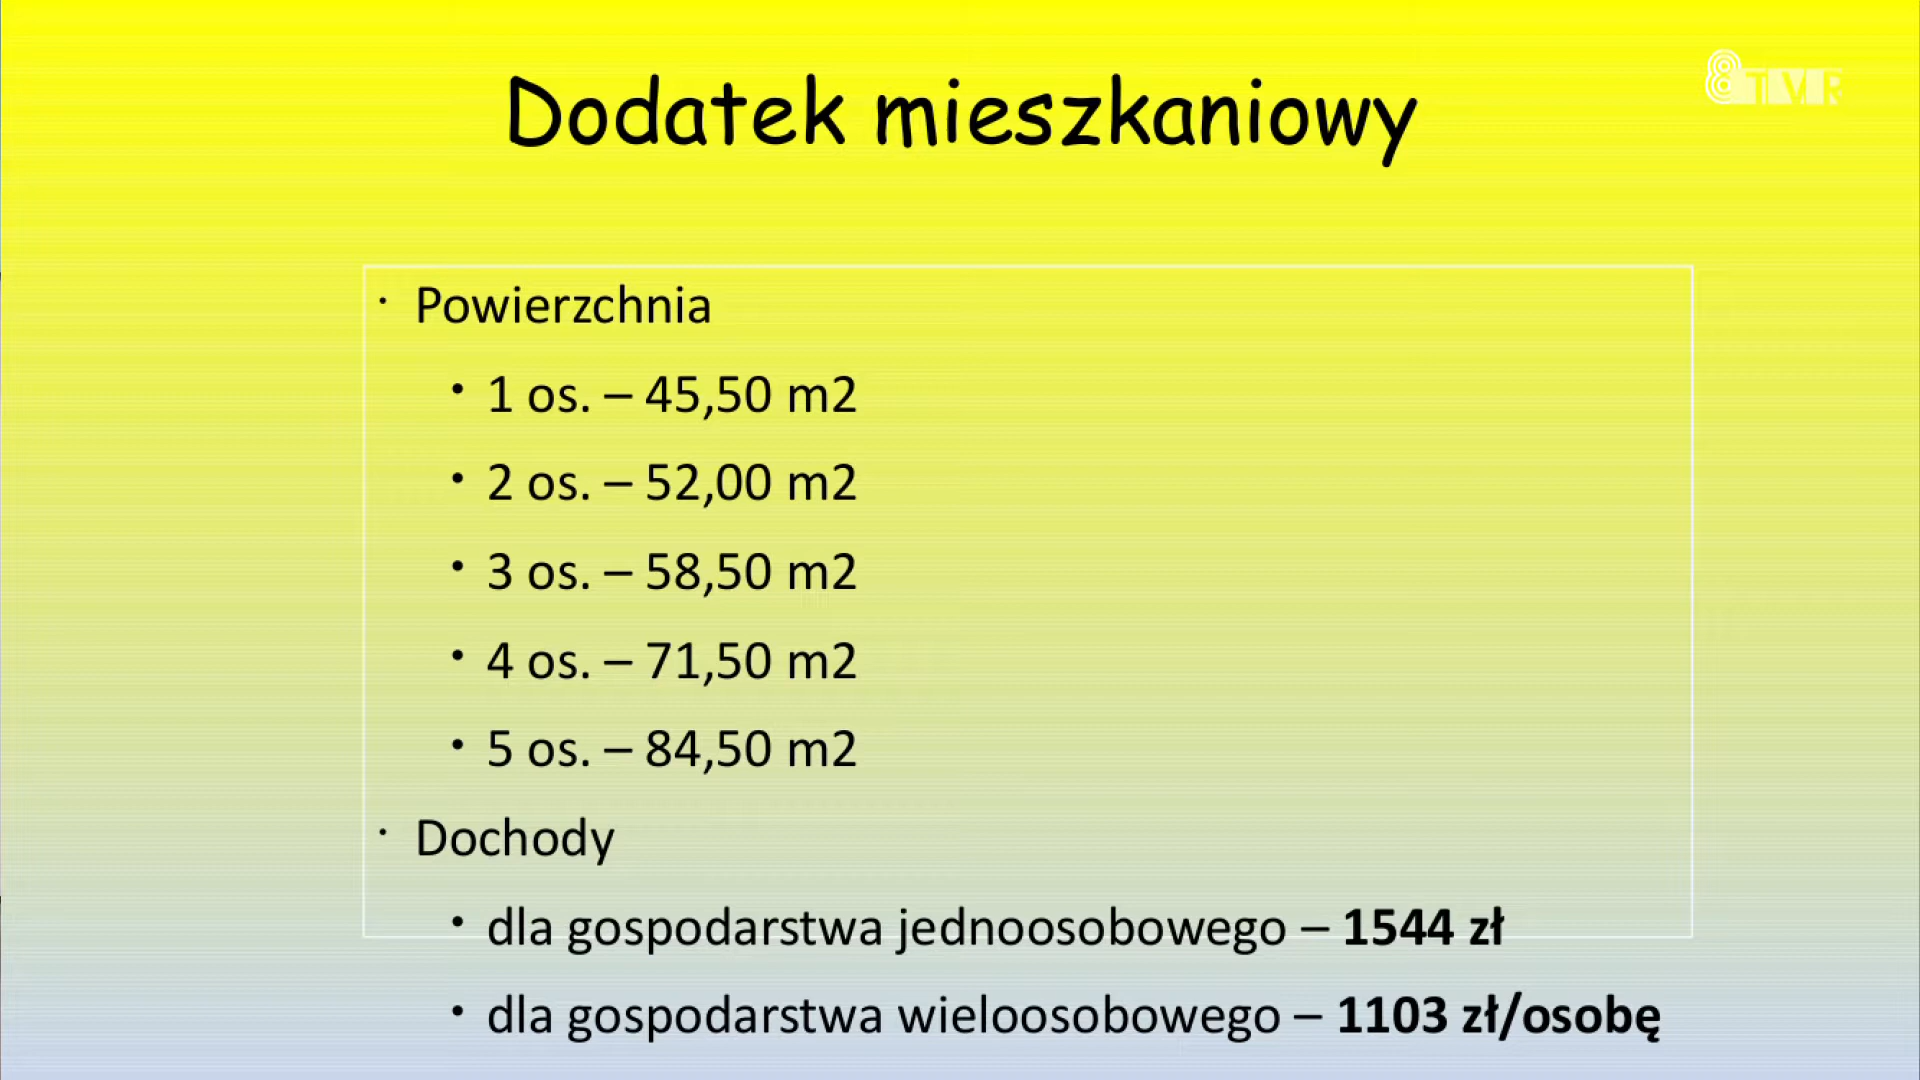 Dodatek mieszkaniowy
8TVR
· Powierzchnia
• 1 os. – 45,50 m2
• 2 os. – 52,00 m2
• 3 os. – 58,50 m2
• 4 os. – 71,50 m2
• 5 os. – 84,50 m2
· Dochody
• dla gospodarstwa jednoosobowego – 1544 zł
• dla gospodarstwa wieloosobowego – 1103 zł/osobę